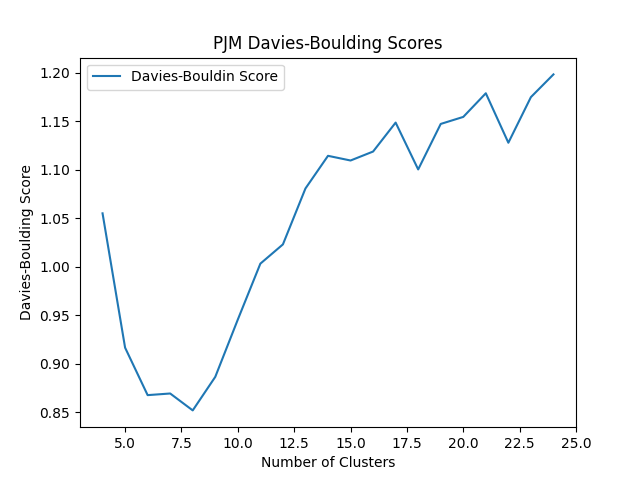 PJM Davies-Boulding Scores
Davies-Bouldin Score
Davies-Boulding Score
1.20
1.15
1.10
1.05
1.00
0.95
0.90
0.85
5.0 7.5 10.0 12.5 15.0 17.5 20.0 22.5 25.0
Number of Clusters